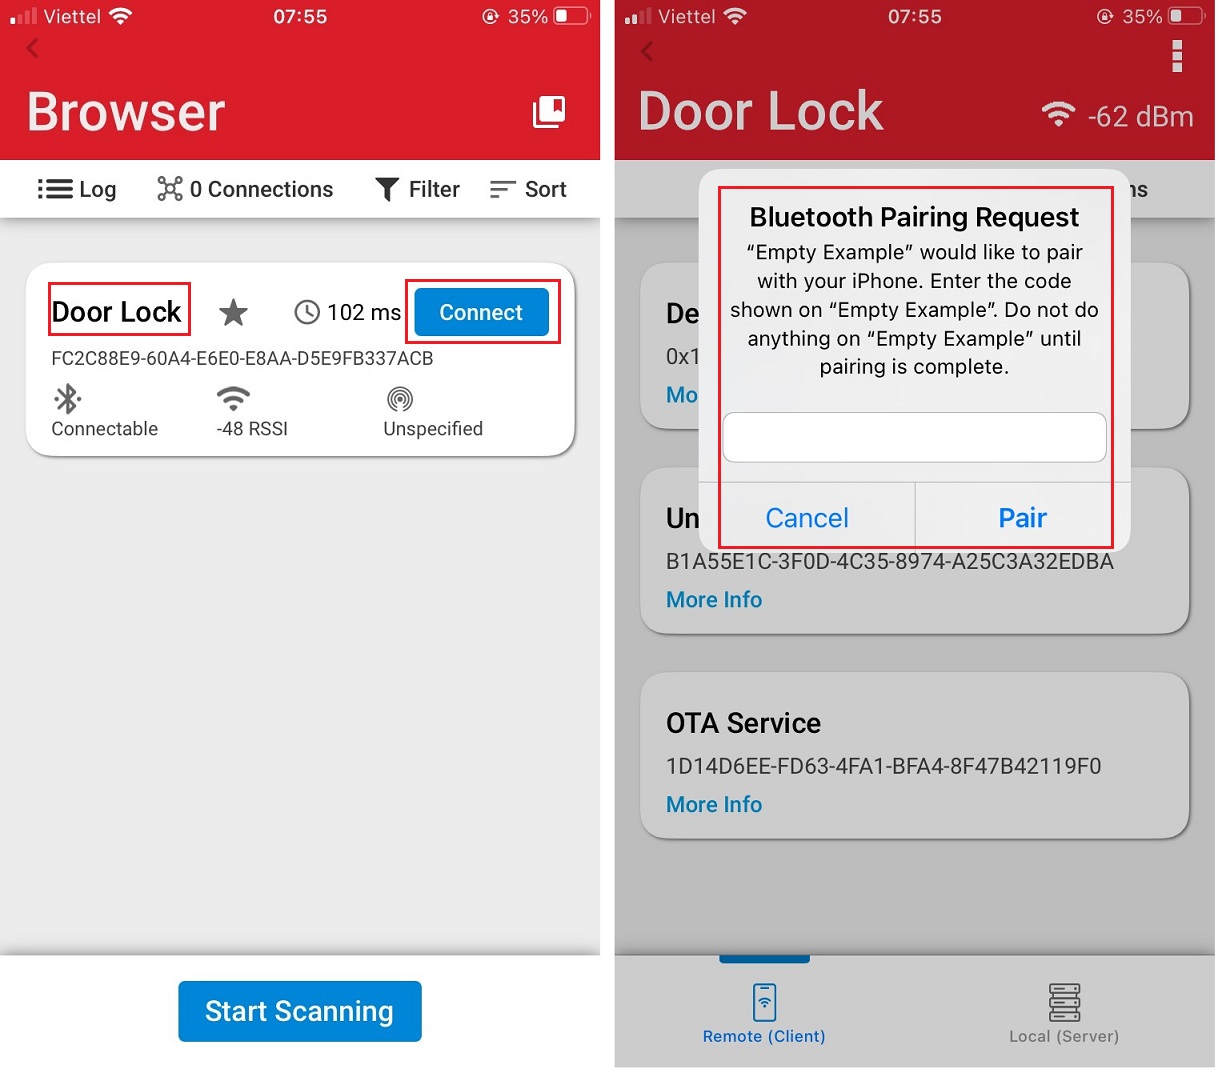 Viettel 07:55 35%
Browser
Log 0 Connections Filter Sort
Door Lock 102 ms Connect
FC2C88E9-60A4-E6E0-E8AA-D5E9FB337ACB
Connectable -48 RSSI Unspecified
Start Scanning
Viettel 07:55 35%
Door Lock -62 dBm
ns
Bluetooth Pairing Request
“Empty Example” would like to pair
with your iPhone. Enter the code
shown on “Empty Example”. Do not do
anything on “Empty Example” until
pairing is complete.
Cancel Pair
De
0x1
Mo
Un
B1A55E1C-3F0D-4C35-8974-A25C3A32EDBA
More Info
OTA Service
1D14D6EE-FD63-4FA1-BFA4-8F47B42119F0
More Info
Remote (Client) Local (Server)